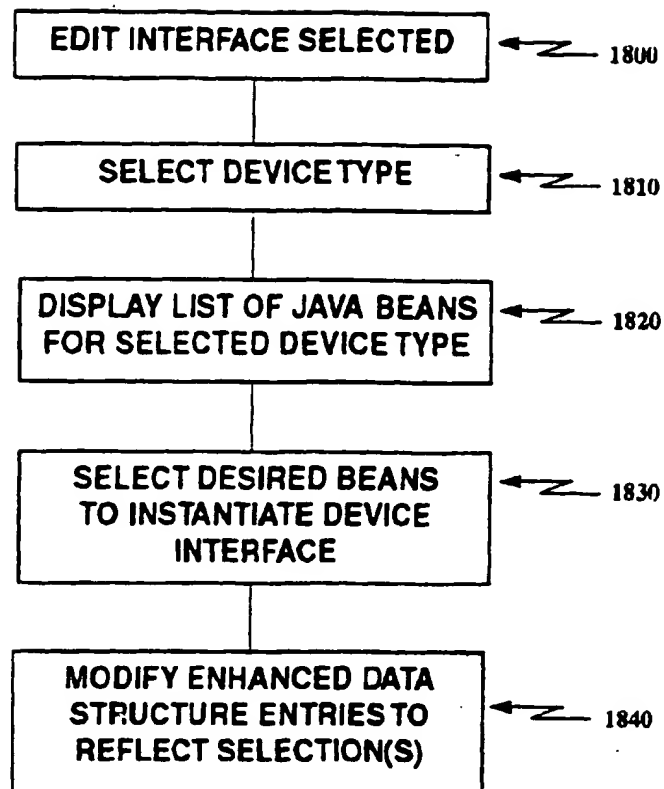 EDIT INTERFACE SELECTED
1800
SELECT DEVICE TYPE
1810
DISPLAY LIST OF JAVA BEANS
FOR SELECTED DEVICE TYPE
1820
SELECT DESIRED BEANS
TO INSTANTIATE DEVICE
INTERFACE
1830
MODIFY ENHANCED DATA
STRUCTURE ENTRIES TO
REFLECT SELECTION(S)
1840